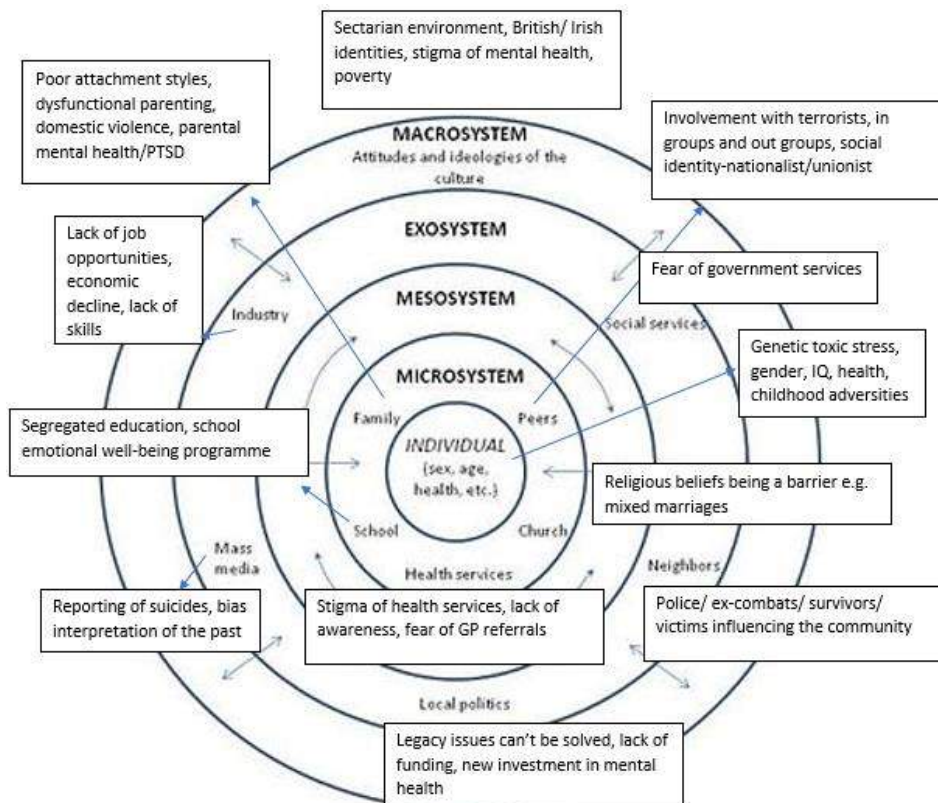 Sectarian environment, British/ Irish
identities, stigma of mental health,
poverty
Poor attachment styles,
dysfunctional parenting,
domestic violence, parental
mental health/PTSD
Involvement with terrorists, in
groups and out groups, social
identity-nationalist/unionist
MACROSYSTEM
Attitudes and ideologies of the
culture
Lack of job
opportunities,
economic
decline, lack of
skills
EXOSYSTEM
Fear of government services
MESOSYSTEM
Industry
Social services
Genetic toxic stress,
gender, IQ, health,
childhood adversities
MICROSYSTEM
Family
Peers
Segregated education, school
emotional well-being programme
INDIVIDUAL
(sex, age,
health, etc.)
Religious beliefs being a barrier e.g.
mixed marriages
School
Church
Mass
media
Health services
Neighbors
Reporting of suicides, bias
interpretation of the past
Stigma of health services, lack of
awareness, fear of GP referrals
Police/ ex-combats/ survivors/
victims influencing the community
Local politics
Legacy issues can't be solved, lack of
funding, new investment in mental
health